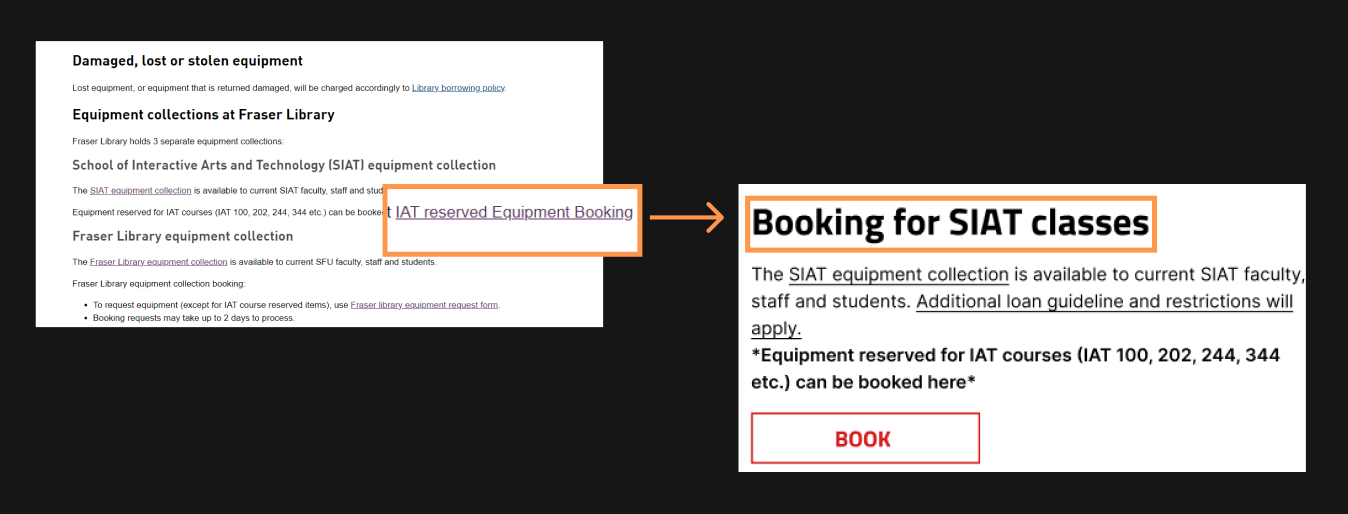 Damaged, lost or stolen equipment
Lost equipment, or equipment that is returned damaged, will be charged accordingly to Library borrowing policy.
Equipment collections at Fraser Library
Fraser Library holds 3 separate equipment collections:
School of Interactive Arts and Technology (SIAT) equipment collection
The SIAT equipment collection is available to current SIAT faculty, staff and
Equipment reserved for IAT courses (IAT 100, 202, 244, 344 etc.) can be
t IAT reserved Equipment Booking
Fraser Library equipment collection
The Fraser Library equipment collection is available to current SFU faculty, staff and students.
Fraser Library equipment collection booking:
• To request equipment (except for IAT course reserved items), use Fraser library equipment request form.
• Booking requests may take up to 2 days to process.
Booking for SIAT classes
The SIAT equipment collection is available to current SIAT faculty,
staff and students. Additional loan guideline and restrictions will
apply.
*Equipment reserved for IAT courses (IAT 100, 202, 244, 344
etc.) can be booked here*
BOOK